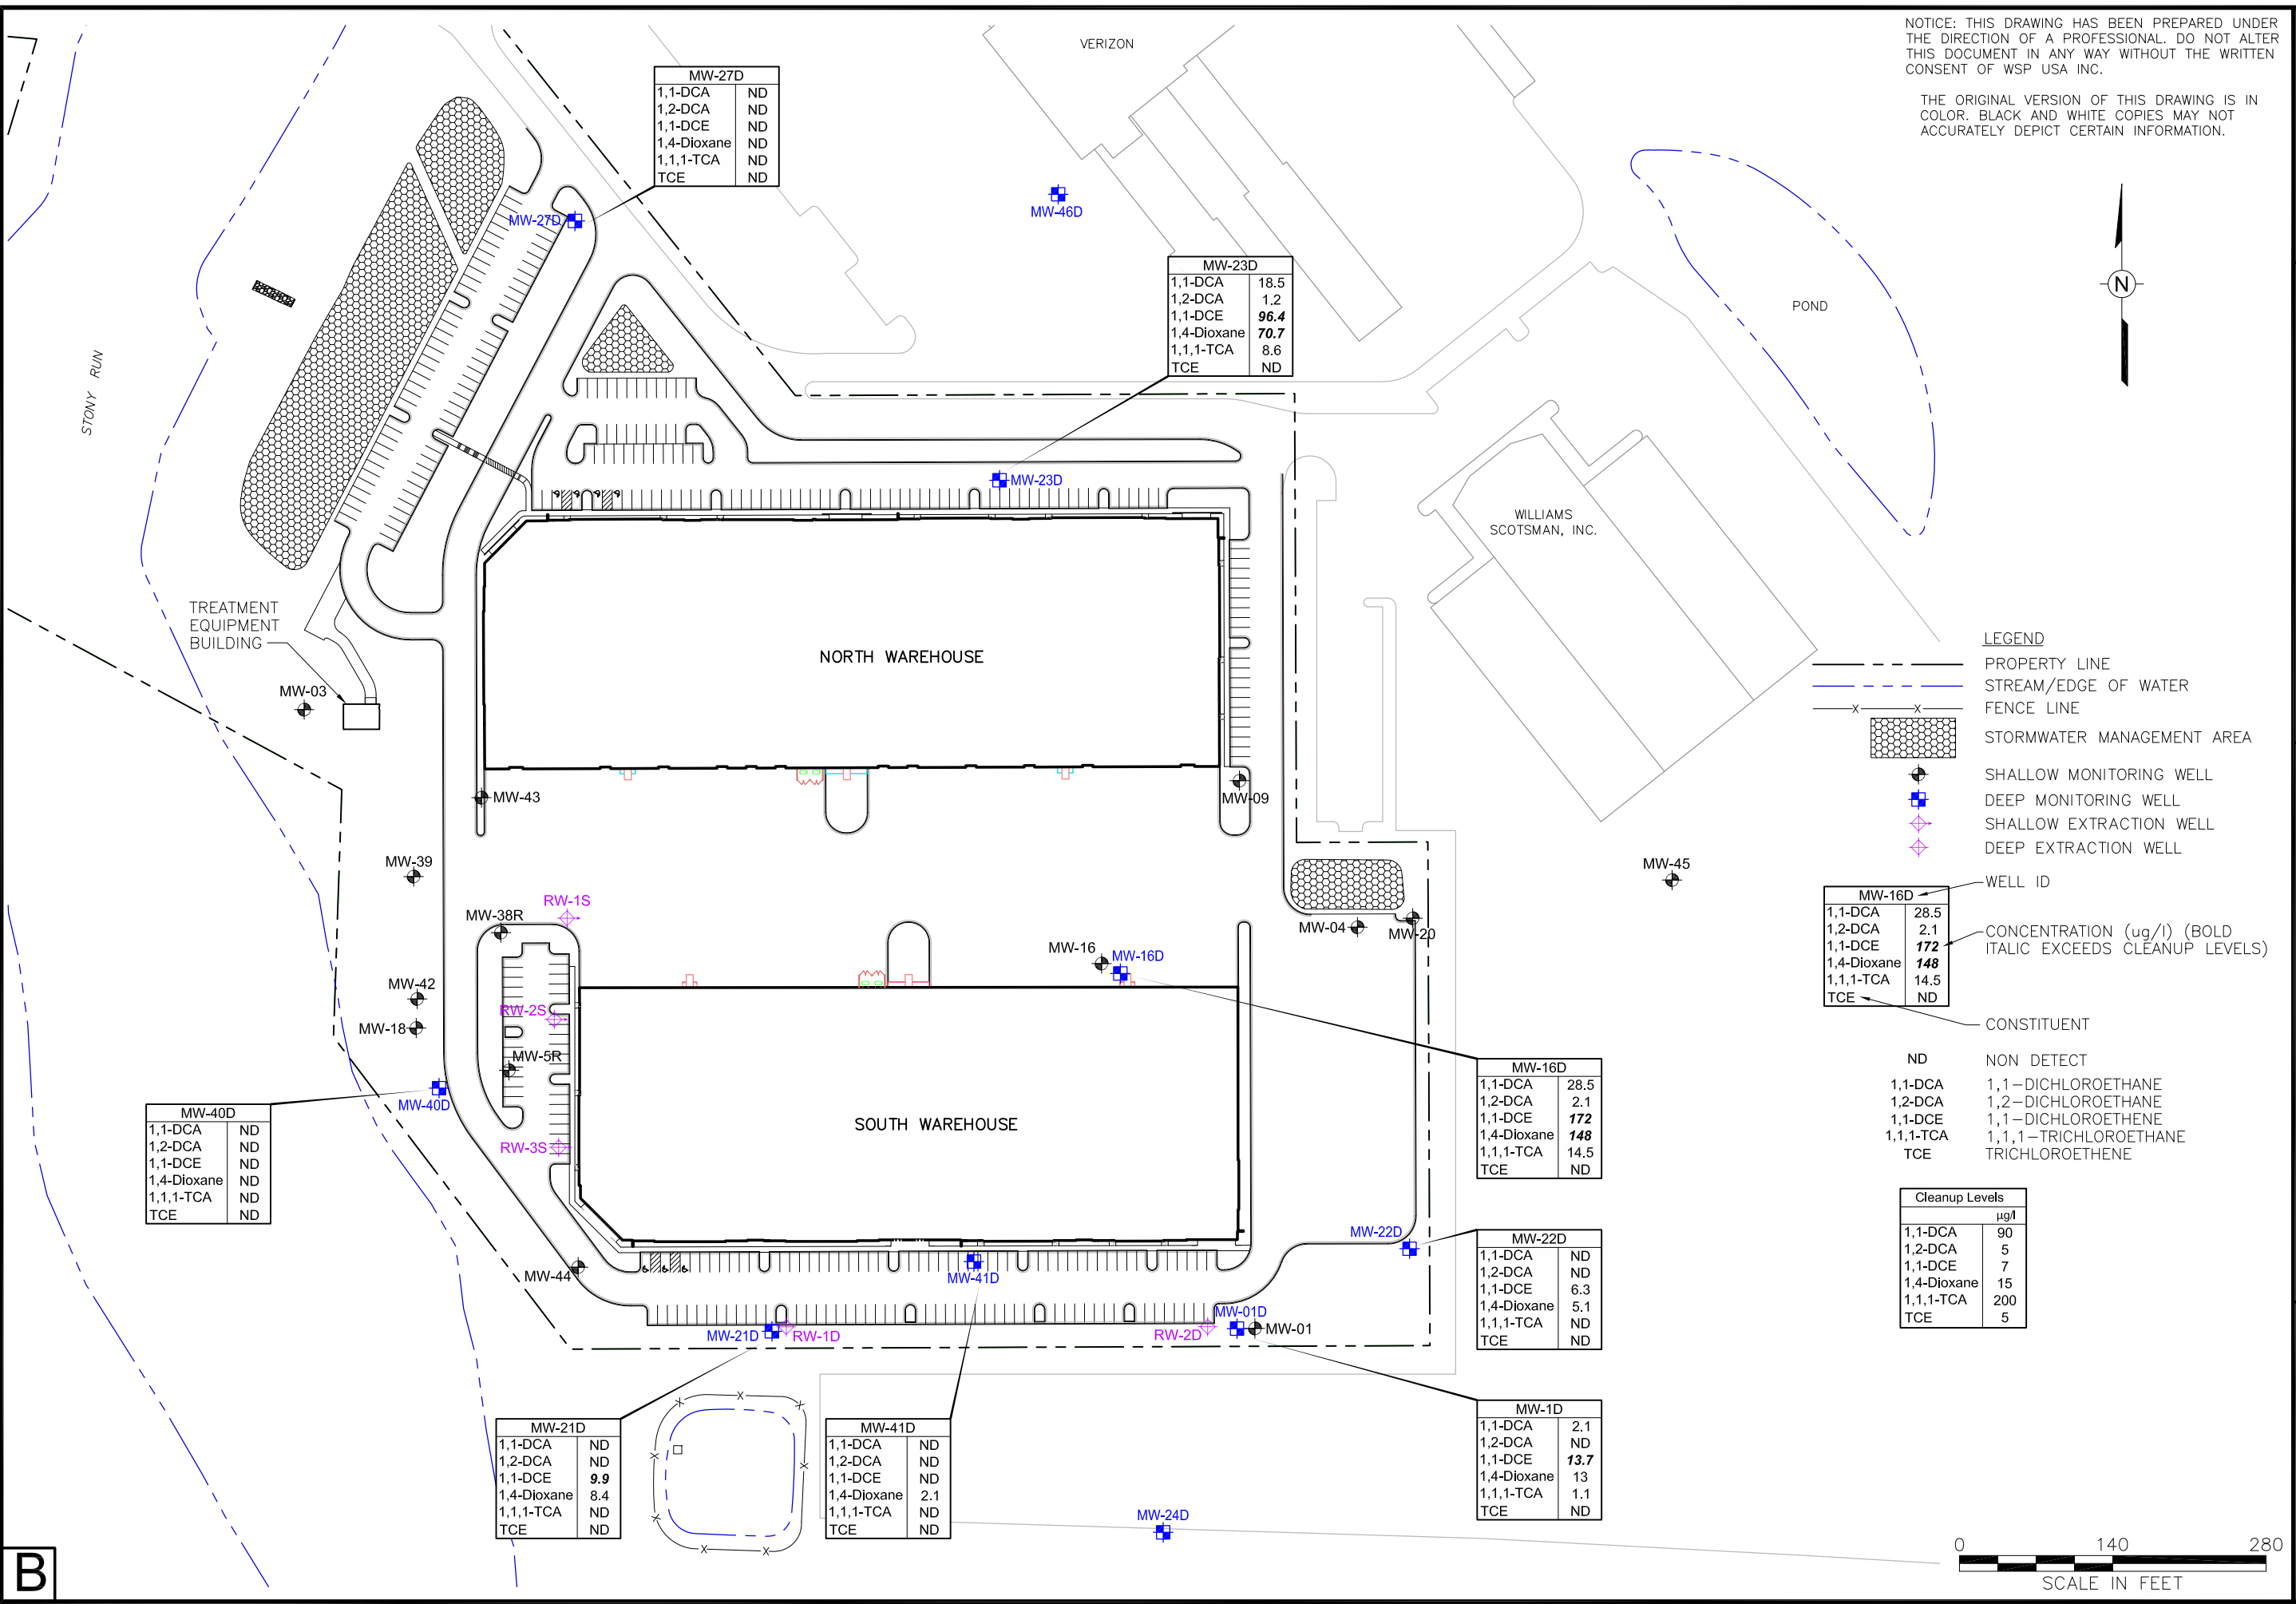 NOTICE: THIS DRAWING HAS BEEN PREPARED UNDER
THE DIRECTION OF A PROFESSIONAL. DO NOT ALTER
THIS DOCUMENT IN ANY WAY WITHOUT THE WRITTEN
CONSENT OF WSP USA INC.
THE ORIGINAL VERSION OF THIS DRAWING IS IN
COLOR. BLACK AND WHITE COPIES MAY NOT
ACCURATELY DEPICT CERTAIN INFORMATION.
VERIZON
MW-27D
1,1-DCA ND
1,2-DCA ND
1,1-DCE ND
1,4-Dioxane ND
1,1,1-TCA ND
TCE ND
MW-27D
MW-46D
MW-23D
1,1-DCA 18.5
1,2-DCA 1.2
1,1-DCE 96.4
1,4-Dioxane 70.7
1,1,1-TCA 8.6
TCE ND
N
POND
STONY RUN
MW-23D
WILLIAMS
SCOTSMAN, INC.
TREATMENT
EQUIPMENT
BUILDING
NORTH WAREHOUSE
MW-03
MW-43
MW-09
MW-39
MW-45
RW-1S
MW-38R
MW-04
MW-20
MW-16
MW-16D
MW-42
RW-2S
MW-18
MW-5R
MW-40D
RW-3S
SOUTH WAREHOUSE
MW-40D
1,1-DCA ND
1,2-DCA ND
1,1-DCE ND
1,4-Dioxane ND
1,1,1-TCA ND
TCE ND
MW-16D
1,1-DCA 28.5
1,2-DCA 2.1
1,1-DCE 172
1,4-Dioxane 148
1,1,1-TCA 14.5
TCE ND
MW-22D
MW-22D
1,1-DCA ND
1,2-DCA ND
1,1-DCE 6.3
1,4-Dioxane 5.1
1,1,1-TCA ND
TCE ND
MW-44
MW-41D
MW-21D
RW-1D
RW-2D
MW-01D
MW-01
MW-21D
1,1-DCA ND
1,2-DCA ND
1,1-DCE 9.9
1,4-Dioxane 8.4
1,1,1-TCA ND
TCE ND
X
X
X
X
X
X
X
X
MW-41D
1,1-DCA ND
1,2-DCA ND
1,1-DCE ND
1,4-Dioxane 2.1
1,1,1-TCA ND
TCE ND
MW-1D
1,1-DCA 2.1
1,2-DCA ND
1,1-DCE 13.7
1,4-Dioxane 13
1,1,1-TCA 1.1
TCE ND
MW-24D
LEGEND
PROPERTY LINE
STREAM/EDGE OF WATER
X X FENCE LINE
STORMWATER MANAGEMENT AREA
SHALLOW MONITORING WELL
DEEP MONITORING WELL
SHALLOW EXTRACTION WELL
DEEP EXTRACTION WELL
WELL ID
MW-16D
1,1-DCA 28.5
1,2-DCA 2.1
1,1-DCE 172
1,4-Dioxane 148
1,1,1-TCA 14.5
TCE ND
CONCENTRATION (ug/l) (BOLD
ITALIC EXCEEDS CLEANUP LEVELS)
CONSTITUENT
ND NON DETECT
1,1-DCA 1,1-DICHLOROETHANE
1,2-DCA 1,2-DICHLOROETHANE
1,1-DCE 1,1-DICHLOROETHENE
1,1,1-TCA 1,1,1-TRICHLOROETHANE
TCE TRICHLOROETHENE
Cleanup Levels
µg/l
1,1-DCA 90
1,2-DCA 5
1,1-DCE 7
1,4-Dioxane 15
1,1,1-TCA 200
TCE 5
0 140 280
SCALE IN FEET
B